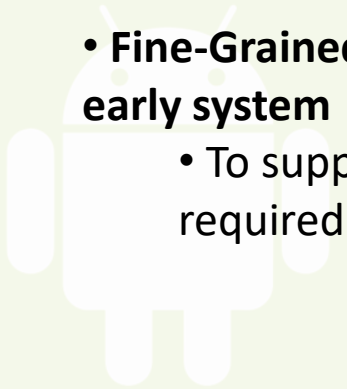 • Fine-Grained
early system
• To supp
required